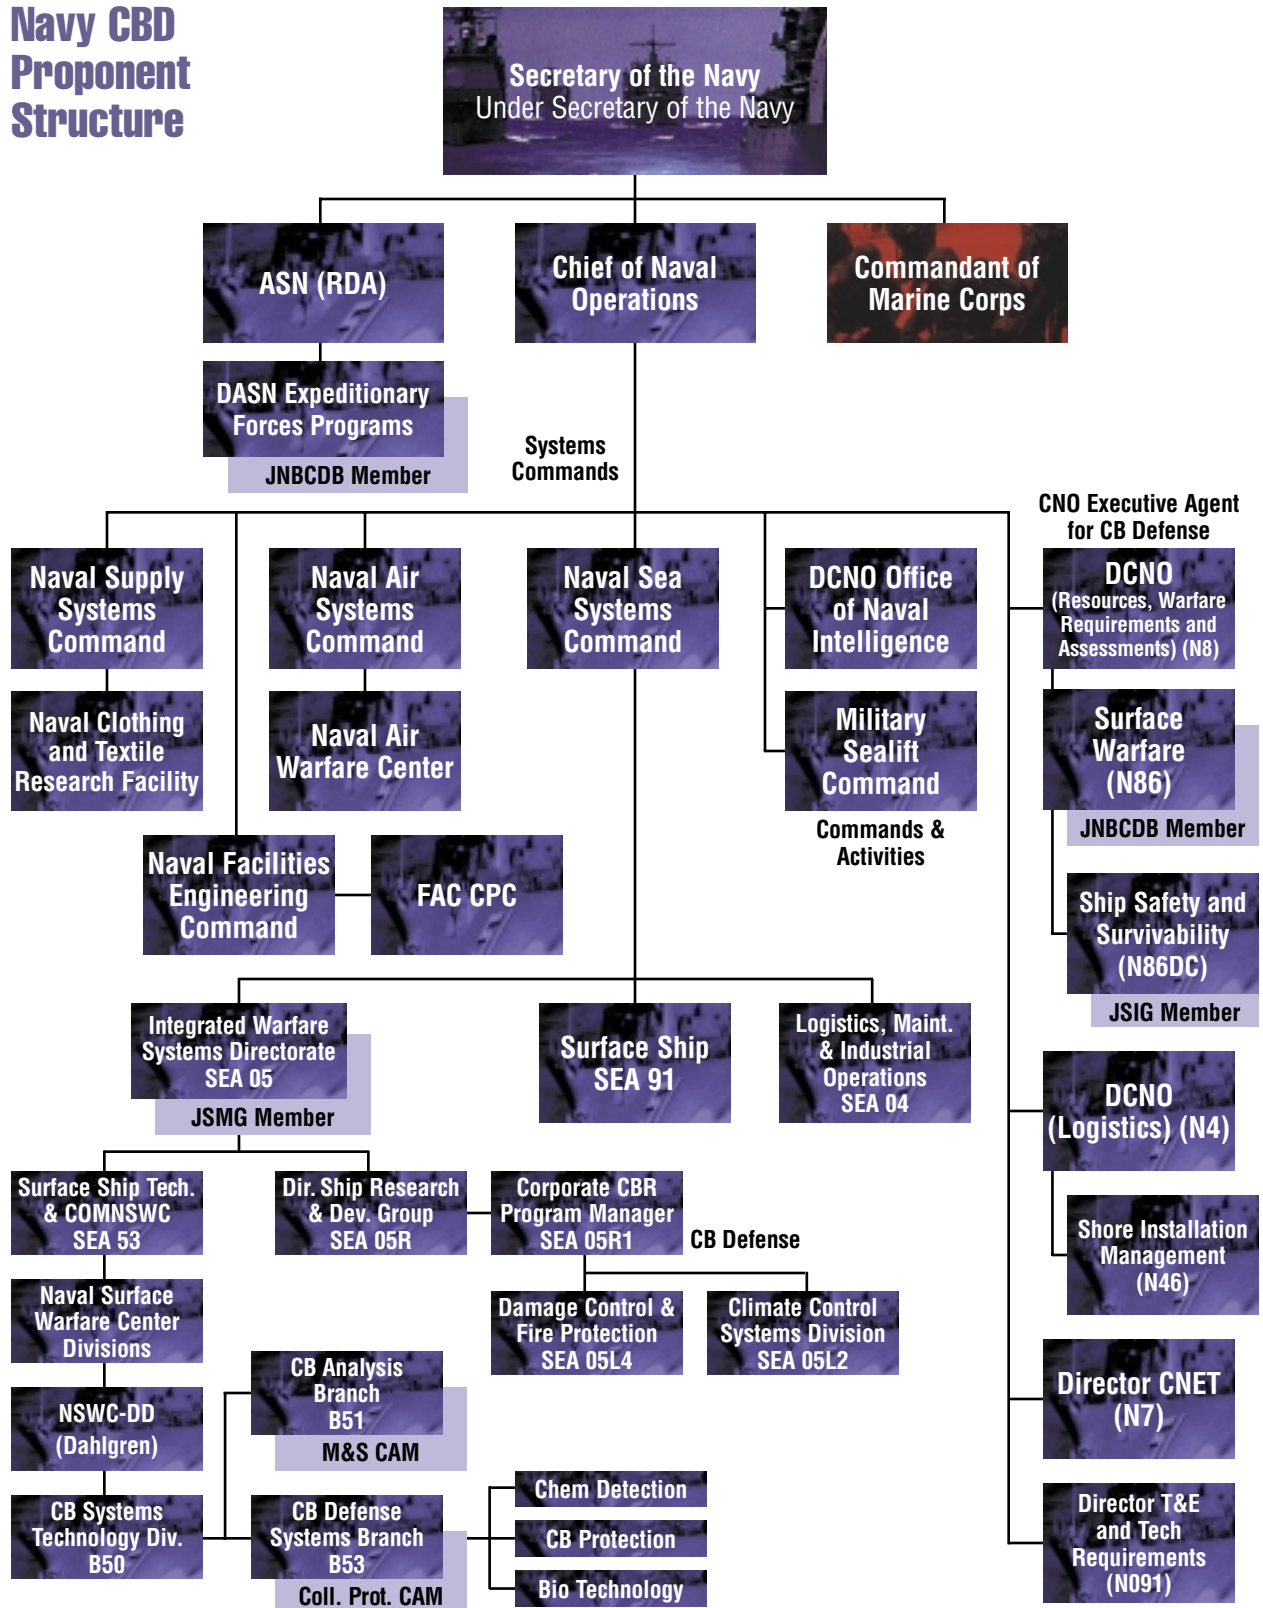 Navy CBD
Proponent
Structure
Secretary of the Navy
Under Secretary of the Navy
ASN (RDA)
Chief of Naval
Operations
Commandant of
Marine Corps
DASN Expeditionary
Forces Programs
JNBCDB Member
Systems
Commands
CNO Executive Agent
for CB Defense
Naval Supply
Systems
Command
Naval Air
Systems
Command
Naval Sea
Systems
Command
DCNO Office
of Naval
Intelligence
DCNO
(Resources, Warfare
Requirements and
Assessments) (N8)
Naval Clothing
and Textile
Research Facility
Naval Air
Warfare Center
Military
Sealift
Command
Commands &
Activities
Surface
Warfare
(N86)
JNBCDB Member
Naval Facilities
Engineering
Command
FAC CPC
Ship Safety and
Survivability
(N86DC)
JSIG Member
Integrated Warfare
Systems Directorate
SEA 05
JSMG Member
Surface Ship
SEA 91
Logistics, Maint.
& Industrial
Operations
SEA 04
DCNO
(Logistics) (N4)
Surface Ship Tech.
& COMNSWC
SEA 53
Dir. Ship Research
& Dev. Group
SEA 05R
Corporate CBR
Program Manager
SEA 05R1
CB Defense
Shore Installation
Management
(N46)
Naval Surface
Warfare Center
Divisions
Damage Control &
Fire Protection
SEA 05L4
Climate Control
Systems Division
SEA 05L2
CB Analysis
Branch
B51
M&S CAM
Director CNET
(N7)
NSWC-DD
(Dahlgren)
CB Systems
Technology Div.
B50
CB Defense
Systems Branch
B53
Coll. Prot. CAM
Chem Detection
CB Protection
Bio Technology
Director T&E
and Tech
Requirements
(N091)